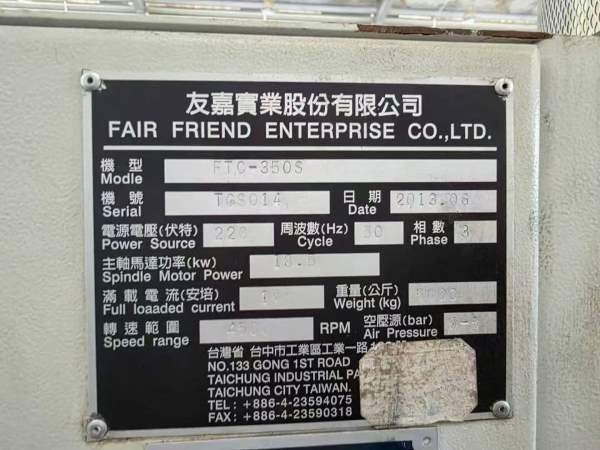 友嘉實業股份有限公司
FAIR FRIEND ENTERPRISE CO.,LTD.
機型 FTC-350S
Modle
機號 TGS014 日期 2013.06
Serial Date
電源電壓(伏特) 220 周波數(Hz) 相數 3
Power Source Cycle Phase
主軸馬達功率(kw)
Spindle Motor Power
滿載電流(安培) 重量(公斤)
Full loaaded current Weight (kg)
轉速範圍 RPM 空壓源(bar)
Speed range Air Pressure
台灣省 台中市工業區工業一路
NO.133 GONG 1ST ROAD
TAICHUNG INDUSTRIAL
TAICHUNG CITY TAIWAN.
TEL: +886-4-23594075
FAX: +886-4-23590318